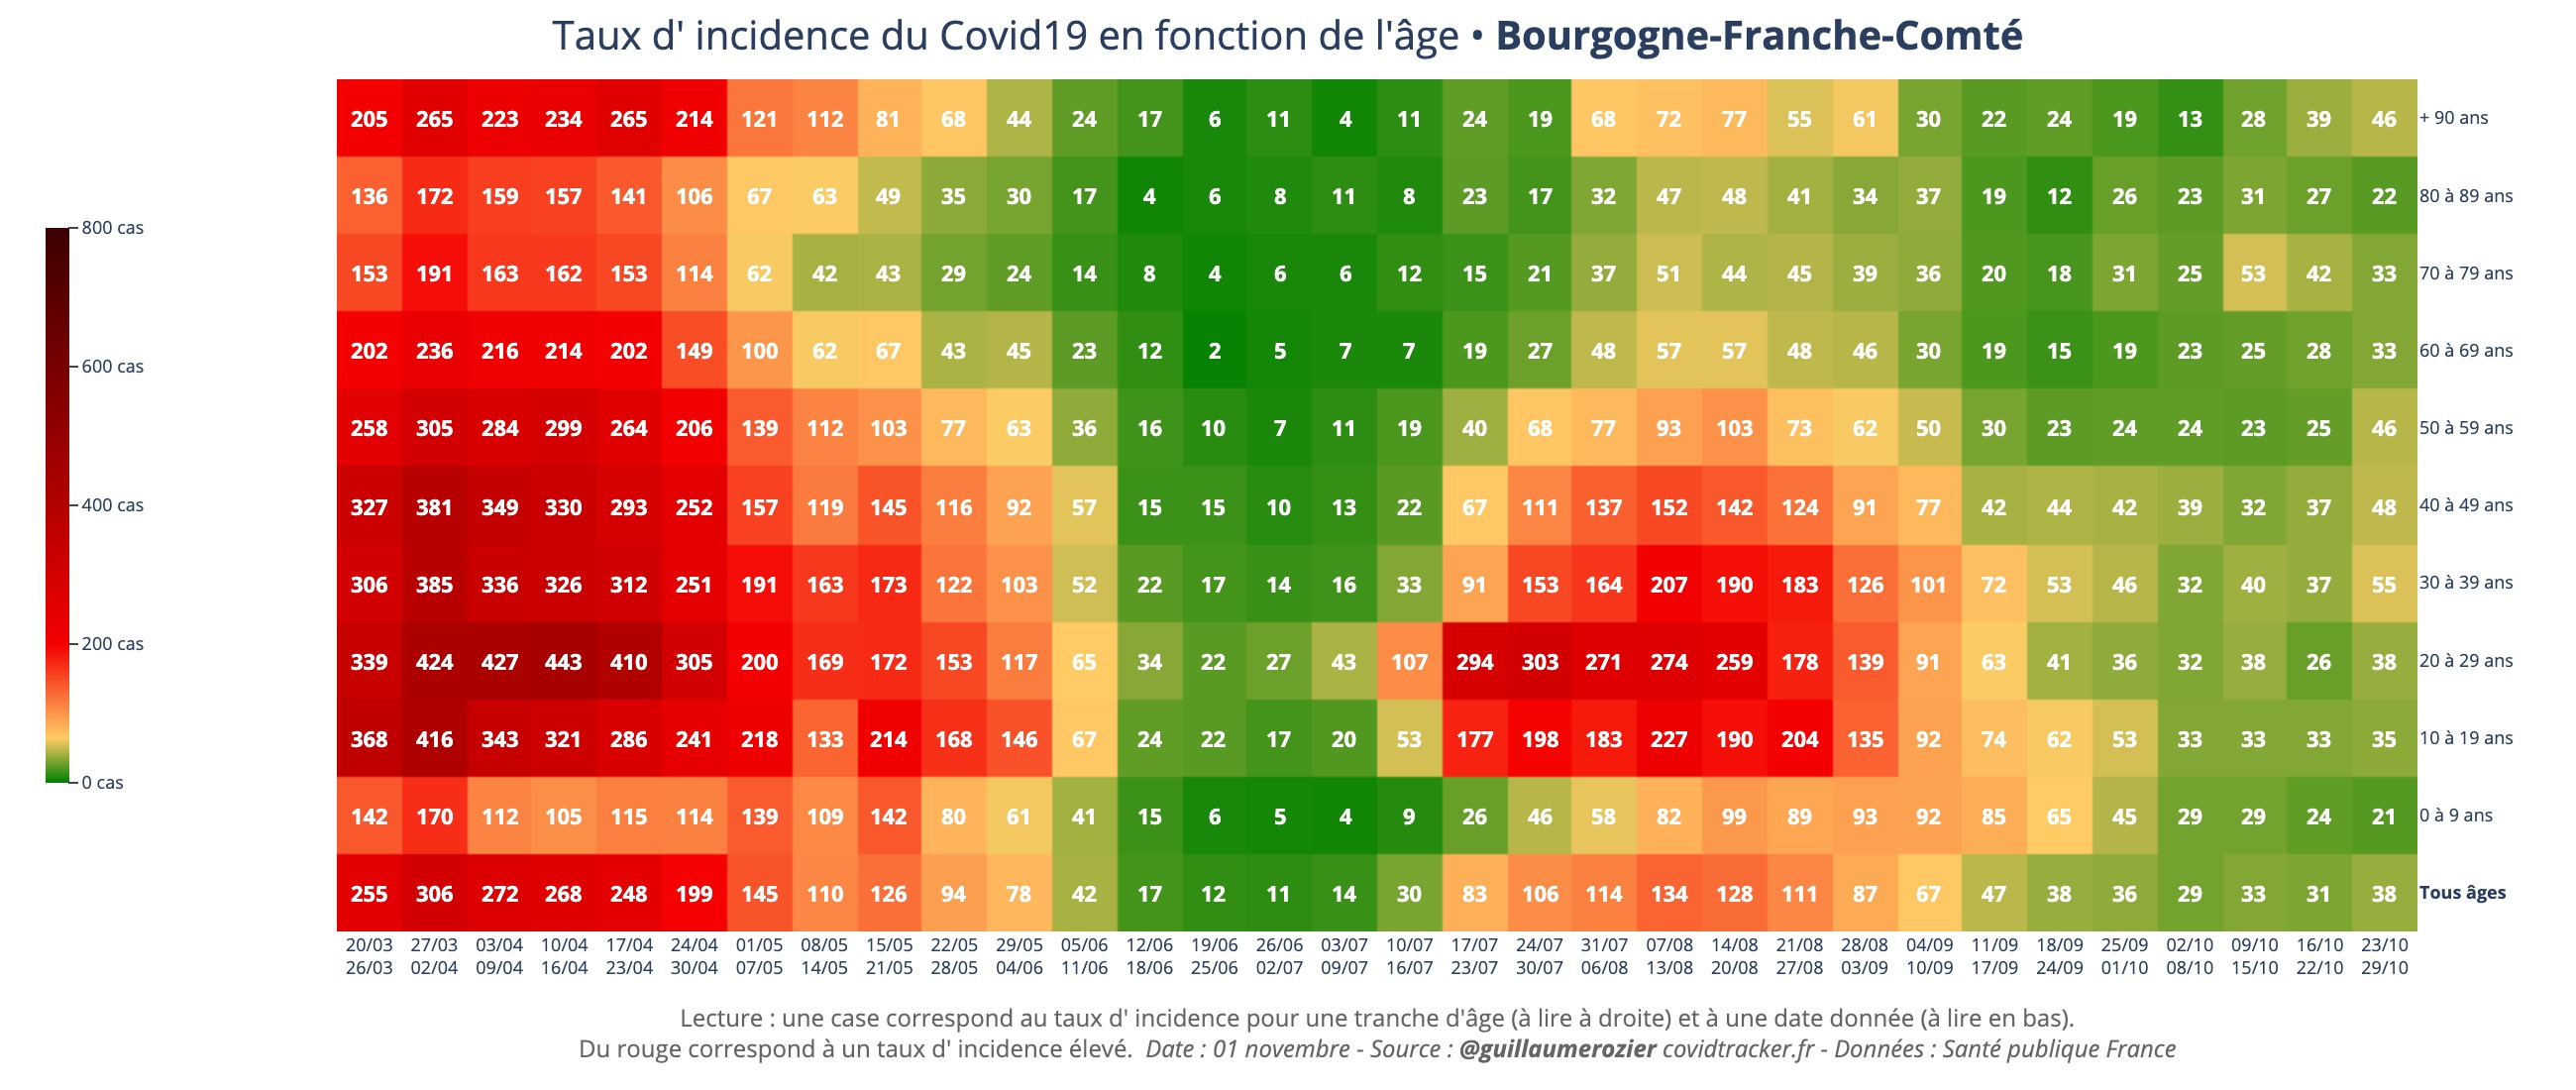 Taux d' incidence du Covid19 en fonction de l'âge • Bourgogne-Franche-Comté
800 cas
600 cas
400 cas
200 cas
0 cas
205 265 223 234 265 214 121 112 81 68 44 24 17 6 11 4 11 24 19 68 72 77 55 61 30 22 24 19 13 28 39 46 + 90 ans
136 172 159 157 141 106 67 63 49 35 30 17 4 6 8 11 8 23 17 32 47 48 41 34 37 19 12 26 23 31 27 22 80 à 89 ans
153 191 163 162 153 114 62 42 43 29 24 14 8 4 6 6 12 15 21 37 51 44 45 39 36 20 18 31 25 53 42 33 70 à 79 ans
202 236 216 214 202 149 100 62 67 43 45 23 12 2 5 7 7 19 27 48 57 57 48 46 30 19 15 19 23 25 28 33 60 à 69 ans
258 305 284 299 264 206 139 112 103 77 63 36 16 10 7 11 19 40 68 77 93 103 73 62 50 30 23 24 24 23 25 46 50 à 59 ans
327 381 349 330 293 252 157 119 145 116 92 57 15 15 10 13 22 67 111 137 152 142 124 91 77 42 44 42 39 32 37 48 40 à 49 ans
306 385 336 326 312 251 191 163 173 122 103 52 22 17 14 16 33 91 153 164 207 190 183 126 101 72 53 46 32 40 37 55 30 à 39 ans
339 424 427 443 410 305 200 169 172 153 117 65 34 22 27 43 107 294 303 271 274 259 178 139 91 63 41 36 32 38 26 38 20 à 29 ans
368 416 343 321 286 241 218 133 214 168 146 67 24 22 17 20 53 177 198 183 227 190 204 135 92 74 62 53 33 33 33 35 10 à 19 ans
142 170 112 105 115 114 139 109 142 80 61 41 15 6 5 4 9 26 46 58 82 99 89 93 92 85 65 45 29 29 24 21 0 à 9 ans
255 306 272 268 248 199 145 110 126 94 78 42 17 12 11 14 30 83 106 114 134 128 111 87 67 47 38 36 29 33 31 38 Tous âges
20/03 27/03 03/04 10/04 17/04 24/04 01/05 08/05 15/05 22/05 29/05 05/06 12/06 19/06 26/06 03/07 10/07 17/07 24/07 31/07 07/08 14/08 21/08 28/08 04/09 11/09 18/09 25/09 02/10 09/10 16/10 23/10
26/03 02/04 09/04 16/04 23/04 30/04 07/05 14/05 21/05 28/05 04/06 11/06 18/06 25/06 02/07 09/07 16/07 23/07 30/07 06/08 13/08 20/08 27/08 03/09 10/09 17/09 24/09 01/10 08/10 15/10 22/10 29/10
Lecture : une case correspond au taux d' incidence pour une tranche d'âge (à lire à droite) et à une date donnée (à lire en bas).
Du rouge correspond à un taux d' incidence élevé. Date : 01 novembre - Source : @guillaumerozier covidtracker.fr - Données : Santé publique France